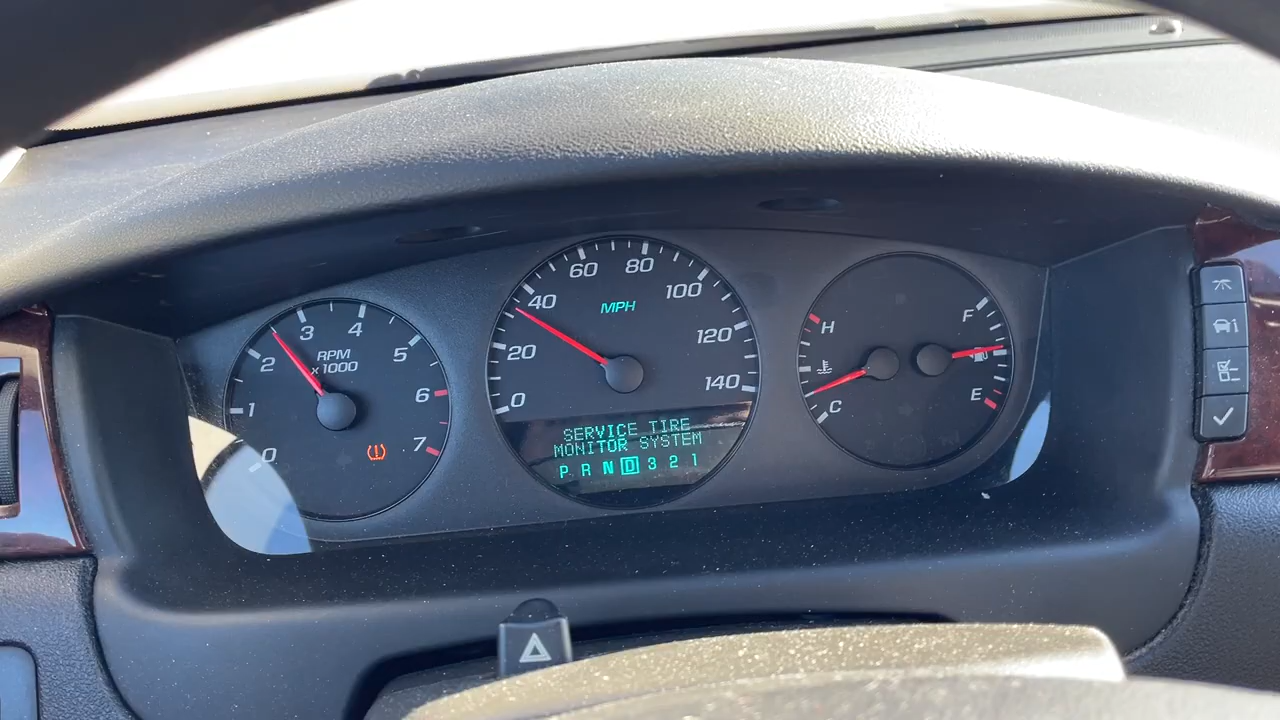 0
1
2
3
4
5
6
7
RPM
x1000
0
20
40
60
80
100
120
140
MPH
SERVICE TIRE
MONITOR SYSTEM
P R N D 3 2 1
H
C
F
E